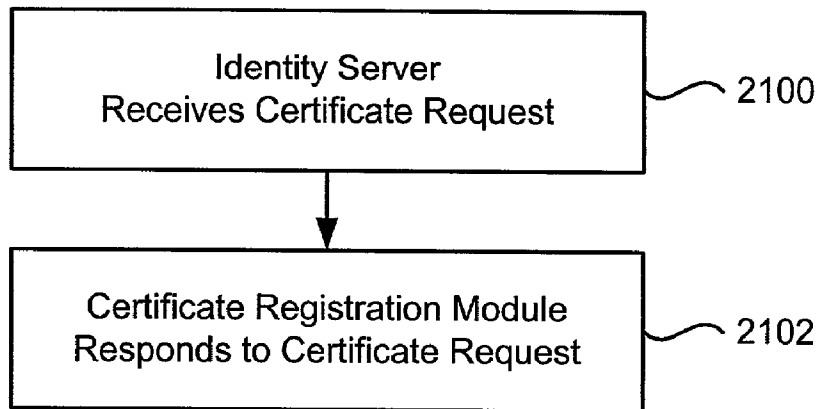 Identity Server
Receives Certificate Request
2100
Certificate Registration Module
Responds to Certificate Request
2102